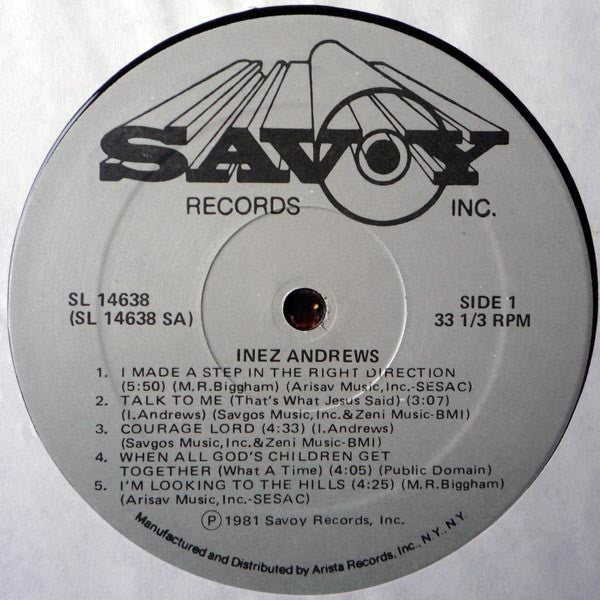 SAVOY
RECORDS INC.
SL 14638
(SL 14638 SA)
SIDE 1
33 1/3 RPM
INEZ ANDREWS
1. I MADE A STEP IN THE RIGHT DIRECTION
(5:50) (M.R.Biggham) (Arisav Music,Inc.-SESAC)
2. TALK TO ME (That's What Jesus Said) (3:07)
(I.Andrews) (Savgos Music,Inc.&Zeni Music-BMI)
3. COURAGE LORD (4:33) (I.Andrews)
(Savgos Music,Inc.&Zeni Music-BMI)
4. WHEN ALL GOD'S CHILDREN GET
TOGETHER (What A Time) (4:05) (Public Domain)
5. I'M LOOKING TO THE HILLS (4:25) (M.R.Biggham)
(Arisav Music,Inc.-SESAC)
Ⓟ 1981 Savoy Records, Inc.
Manufactured and Distributed by Arista Records, Inc., N.Y., N.Y.